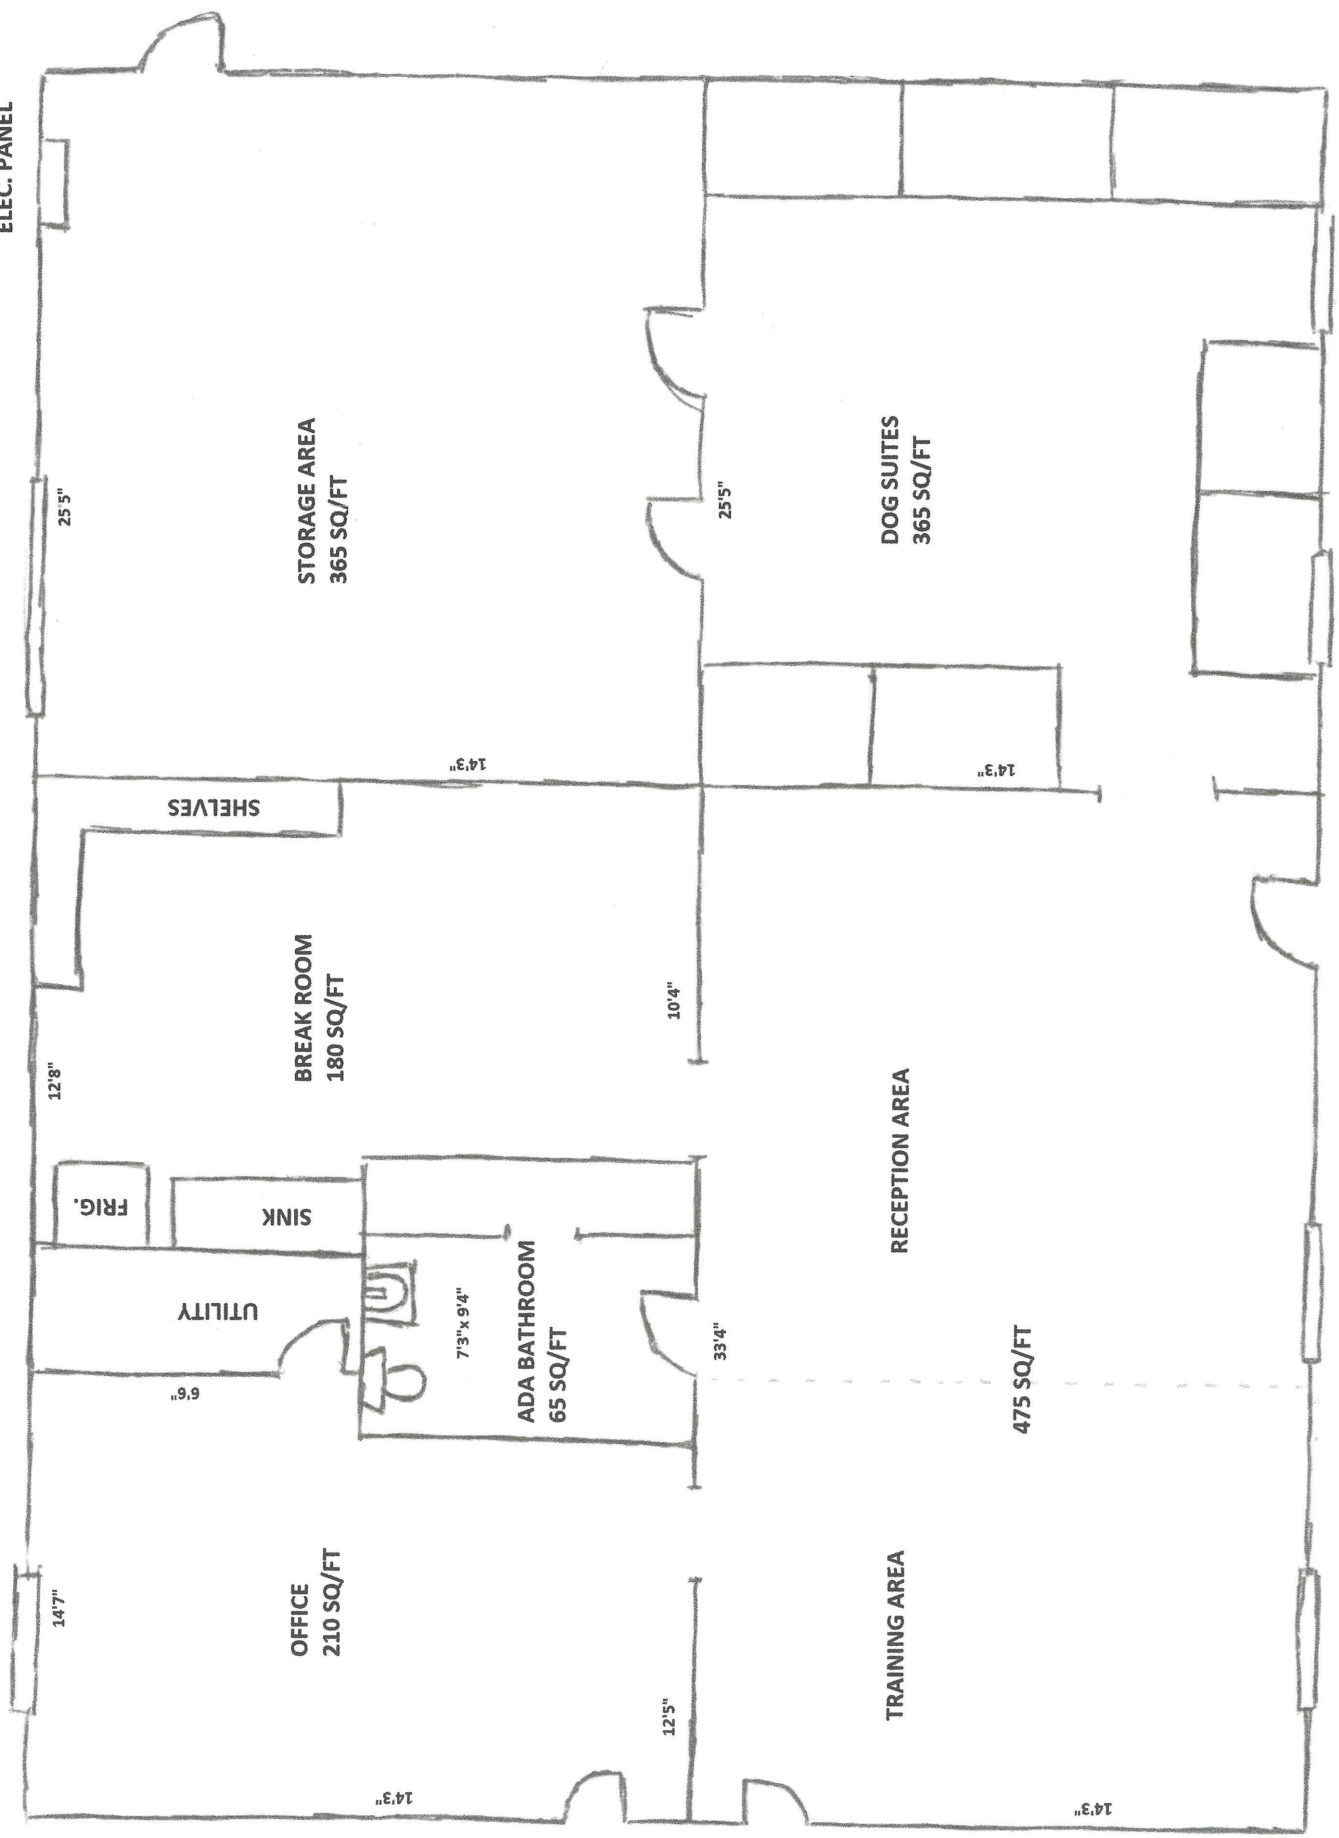 ELEC. PANEL
25'5"
STORAGE AREA
365 SQ/FT
14'3"
SHELVES
BREAK ROOM
180 SQ/FT
12'8"
10'4"
FRIG.
SINK
UTILITY
6'6"
7'3" x 9'4"
ADA BATHROOM
65 SQ/FT
OFFICE
210 SQ/FT
14'7"
12'5"
14'3"
25'5"
DOG SUITES
365 SQ/FT
14'3"
RECEPTION AREA
33'4"
475 SQ/FT
TRAINING AREA
14'3"